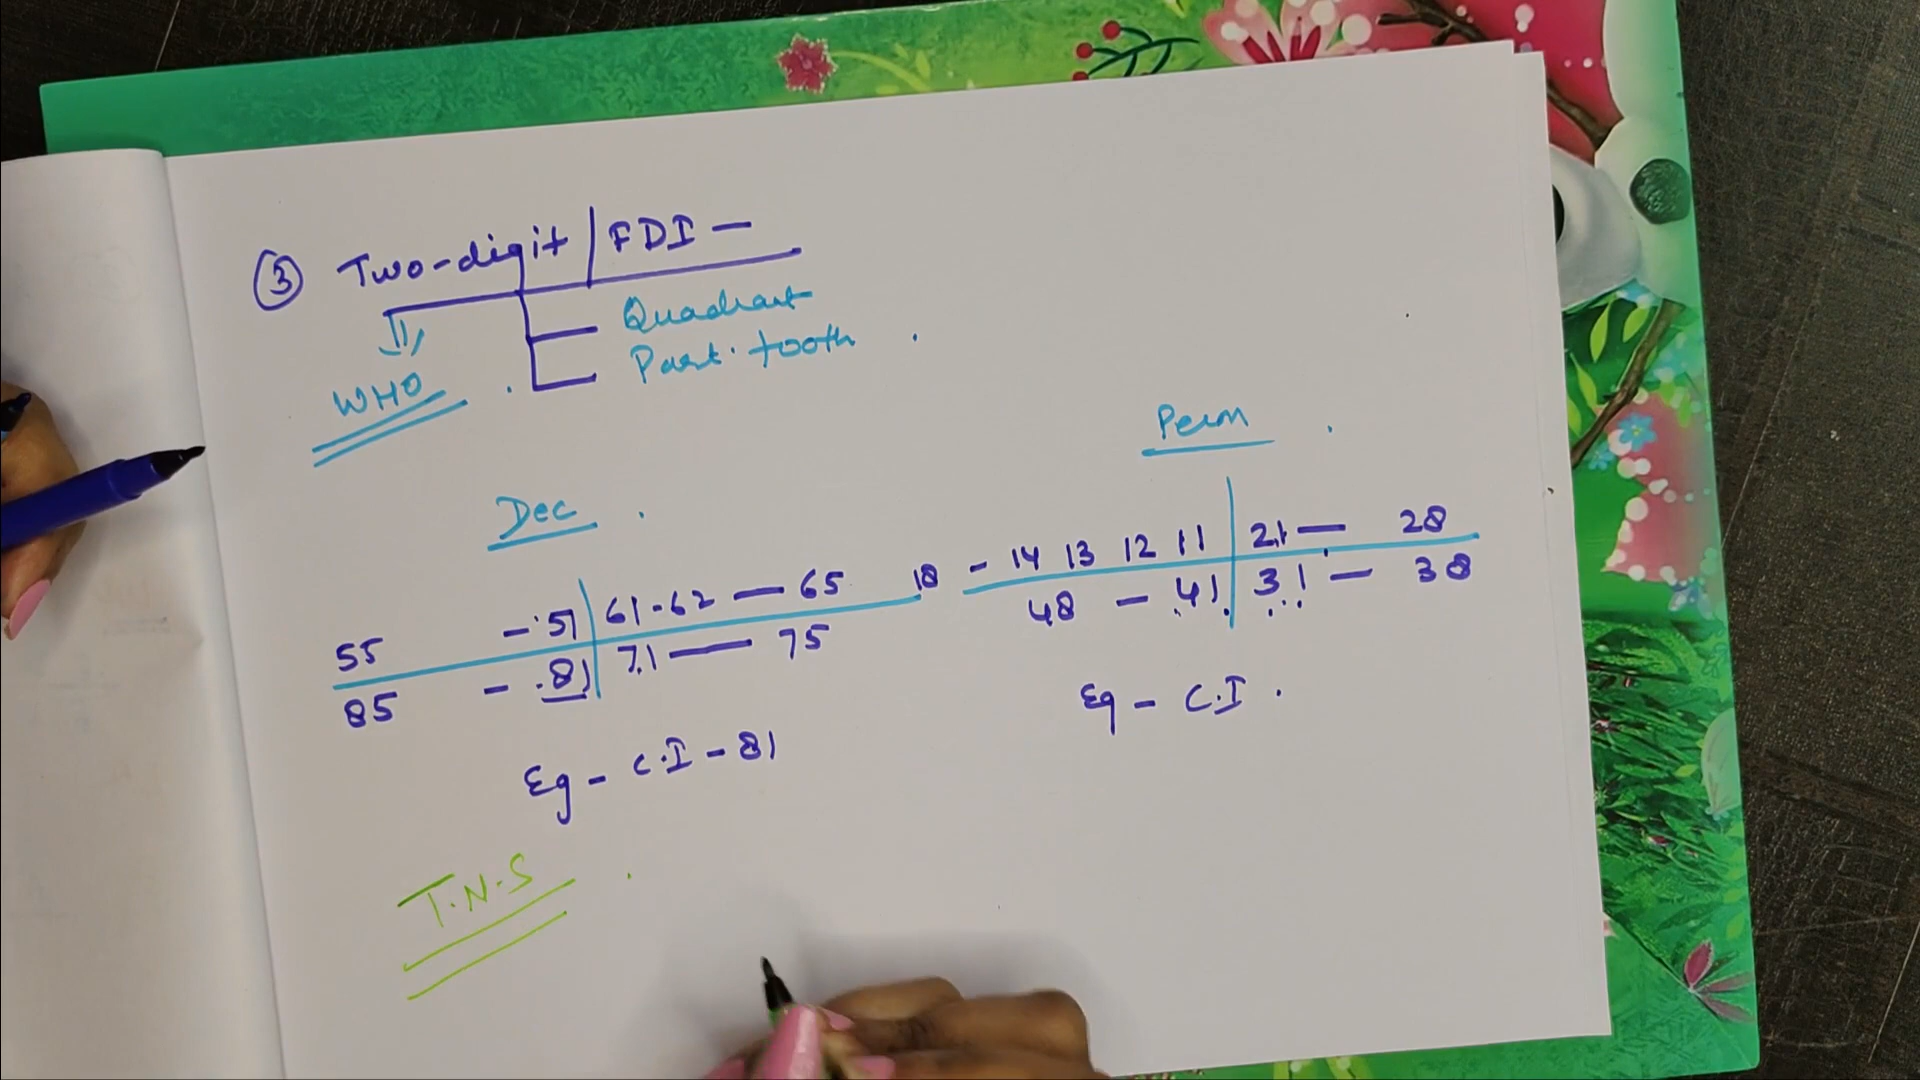 ③ Two-digit / FDI —
Quadrant
Part. tooth
WHO
Dec
55 - 51 | 61 - 62 — 65
85 - 81 | 71 — 75
Eg - C.I - 81
Perm
18 - 14 13 12 11 | 21 — 28
48 - 41 | 31 — 38
Eg - C.I.
T.N.S